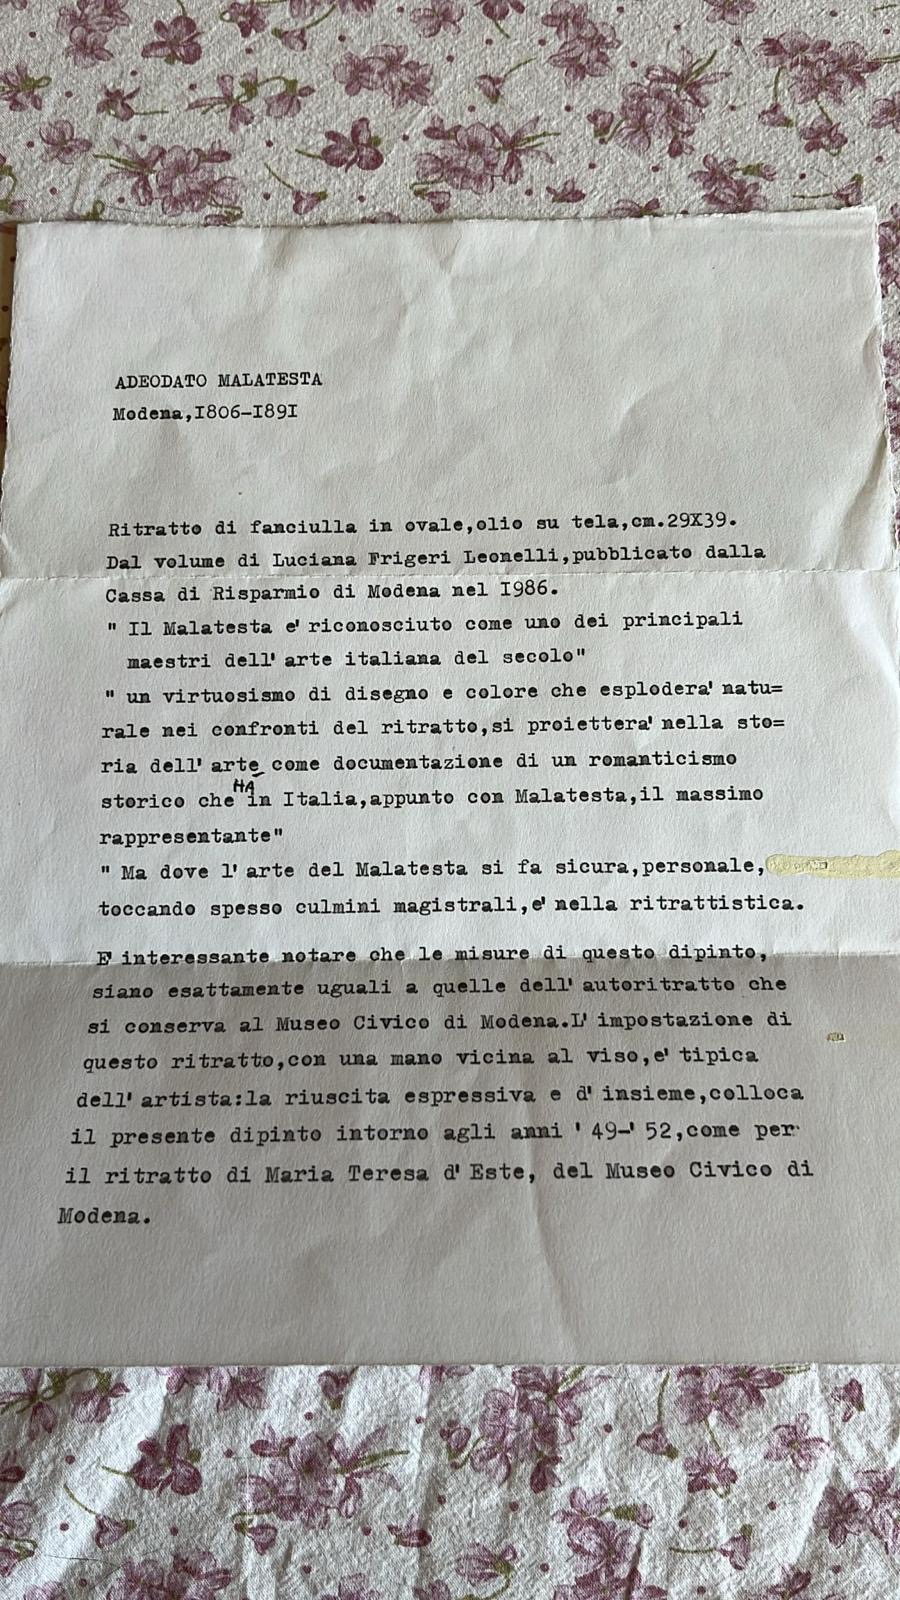 ADEODATO MALATESTA
Modena,I806-I89I
Ritratto di fanciulla in ovale,olio su tela,cm.29X39.
Dal volume di Luciana Frigeri Leonelli,pubblicato dalla
Cassa di Risparmio di Modena nel I986.
" Il Malatesta e' riconosciuto come uno dei principali
maestri dell' arte italiana del secolo"
" un virtuosismo di disegno e colore che esplodera' natu=
rale nei confronti del ritratto,si proiettera' nella sto=
ria dell' arte come documentazione di un romanticismo
storico che HA in Italia,appunto con Malatesta,il massimo
rappresentante"
" Ma dove l' arte del Malatesta si fa sicura,personale,
toccando spesso culmini magistrali,e' nella ritrattistica.
E' interessante notare che le misure di questo dipinto,
siano esattamente uguali a quelle dell' autoritratto che
si conserva al Museo Civico di Modena.L' impostazione di
questo ritratto,con una mano vicina al viso,e' tipica
dell' artista:la riuscita espressiva e d' insieme,colloca
il presente dipinto intorno agli anni ' 49-' 52,come per
il ritratto di Maria Teresa d' Este, del Museo Civico di
Modena.